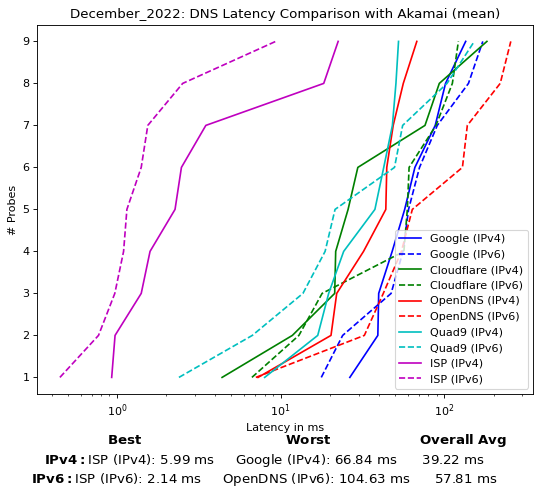 December_2022: DNS Latency Comparison with Akamai (mean)
# Probes
9
8
7
6
5
4
3
2
1
Google (IPv4)
Google (IPv6)
Cloudflare (IPv4)
Cloudflare (IPv6)
OpenDNS (IPv4)
OpenDNS (IPv6)
Quad9 (IPv4)
Quad9 (IPv6)
ISP (IPv4)
ISP (IPv6)
10⁰ 10¹ 10²
Latency in ms
Best Worst Overall Avg
IPv4: ISP (IPv4): 5.99 ms Google (IPv4): 66.84 ms 39.22 ms
IPv6: ISP (IPv6): 2.14 ms OpenDNS (IPv6): 104.63 ms 57.81 ms